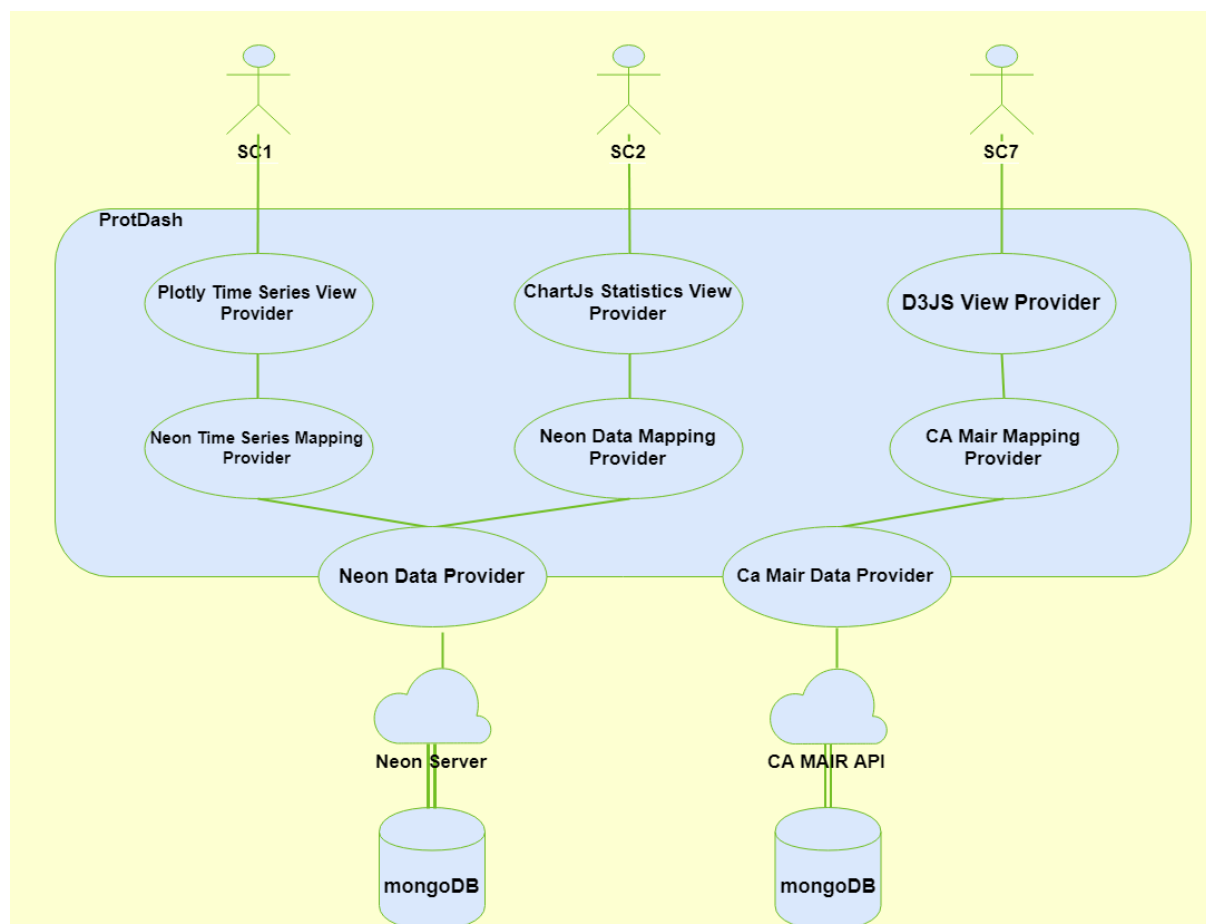 SC1
SC2
SC7
ProtDash
Plotly Time Series View
Provider
ChartJs Statistics View
Provider
D3JS View Provider
Neon Time Series Mapping
Provider
Neon Data Mapping
Provider
CA Mair Mapping
Provider
Neon Data Provider
Ca Mair Data Provider
Neon Server
CA MAIR API
mongoDB
mongoDB